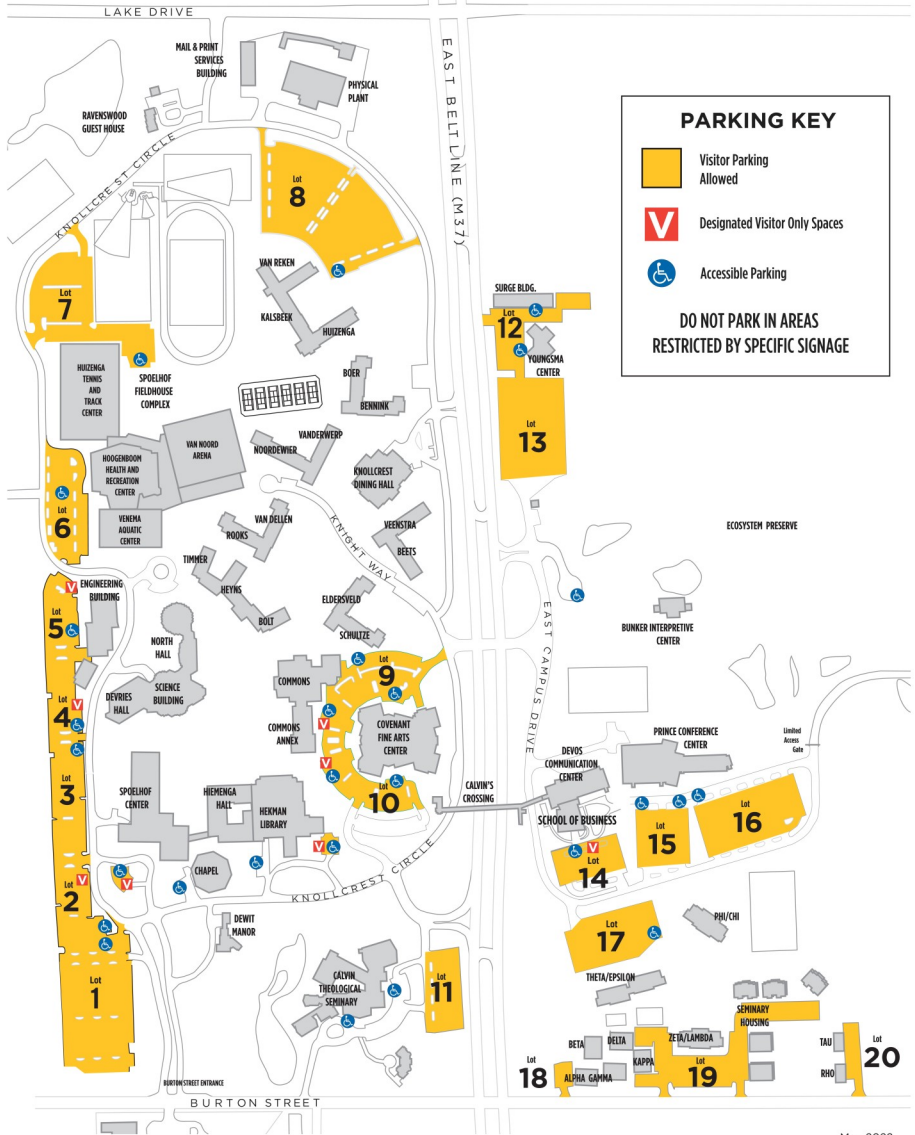 LAKE DRIVE
MAIL & PRINT
SERVICES
BUILDING
PHYSICAL
PLANT
RAVENSWOOD
GUEST HOUSE
KNOLLCREST CIRCLE
EAST BELTLINE (M37)
PARKING KEY
Visitor Parking
Allowed
V
Designated Visitor Only Spaces
Accessible Parking
DO NOT PARK IN AREAS
RESTRICTED BY SPECIFIC SIGNAGE
Lot
8
VAN REKEN
KALSBEEK
HUIZENGA
Lot
7
SURGE BLDG.
Lot
12
YOUNGSMA
CENTER
HUIZENGA
TENNIS
AND
TRACK
CENTER
SPOELHOF
FIELDHOUSE
COMPLEX
BOER
BENNINK
Lot
13
VAN NOORD
ARENA
NOORDEWIER
VANDERWERP
HOOGENBOOM
HEALTH AND
RECREATION
CENTER
KNOLLCREST
DINING HALL
Lot
6
VENEMA
AQUATIC
CENTER
VAN DELLEN
ROOKS
KNIGHT WAY
VEENSTRA
BEETS
ECOSYSTEM PRESERVE
TIMMER
HEYNS
BOLT
V
ENGINEERING
BUILDING
Lot
5
ELDERSVELD
SCHULTZE
EAST CAMPUS DRIVE
BUNKER INTERPRETIVE
CENTER
NORTH
HALL
SCIENCE
BUILDING
DEVRIES
HALL
V
Lot
4
COMMONS
Lot
9
V
COMMONS
ANNEX
COVENANT
FINE ARTS
CENTER
V
Lot
10
PRINCE CONFERENCE
CENTER
Limited
Access
Gate
DEVOS
COMMUNICATION
CENTER
CALVIN'S
CROSSING
SCHOOL OF BUSINESS
Lot
3
SPOELHOF
CENTER
HIEMENGA
HALL
HEKMAN
LIBRARY
V
V
Lot
14
Lot
15
Lot
16
CHAPEL
KNOLLCREST CIRCLE
Lot
2
V
V
DEWIT
MANOR
Lot
17
PHI/CHI
Lot
1
CALVIN
THEOLOGICAL
SEMINARY
Lot
11
THETA/EPSILON
SEMINARY
HOUSING
BETA
DELTA
ZETA/LAMBDA
KAPPA
Lot
18
ALPHA GAMMA
Lot
19
TAU
RHO
Lot
20
BURTON STREET ENTRANCE
BURTON STREET